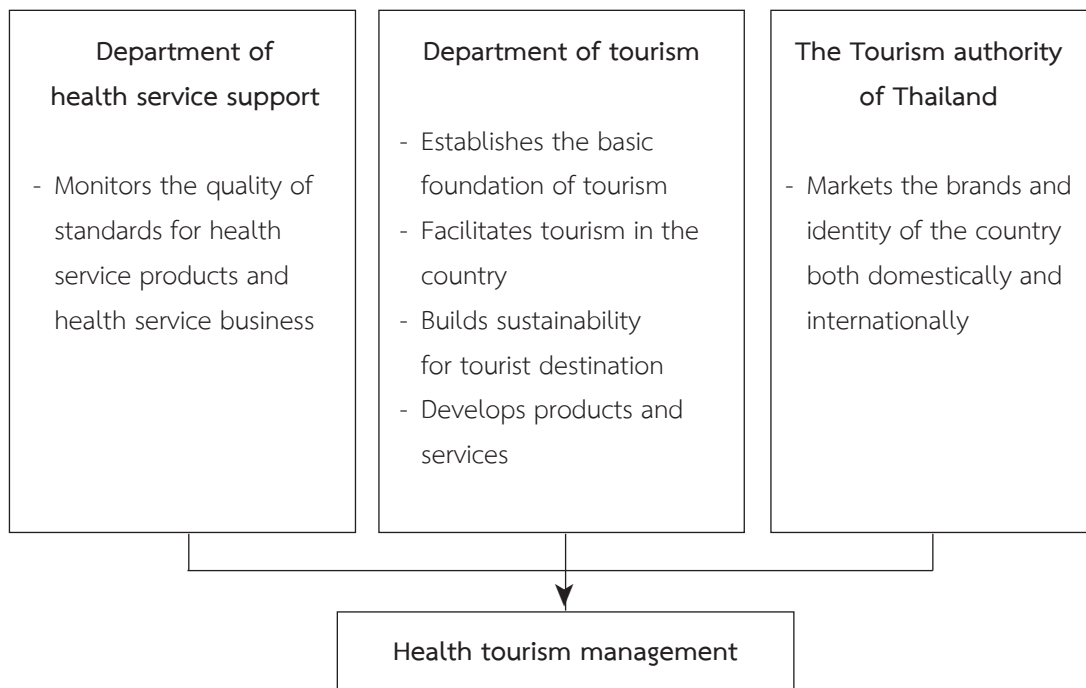 Department of
health service support
- Monitors the quality of
standards for health
service products and
health service business
Department of tourism
- Establishes the basic
foundation of tourism
- Facilitates tourism in the
country
- Builds sustainability
for tourist destination
- Develops products and
services
The Tourism authority
of Thailand
- Markets the brands and
identity of the country
both domestically and
internationally
Health tourism management